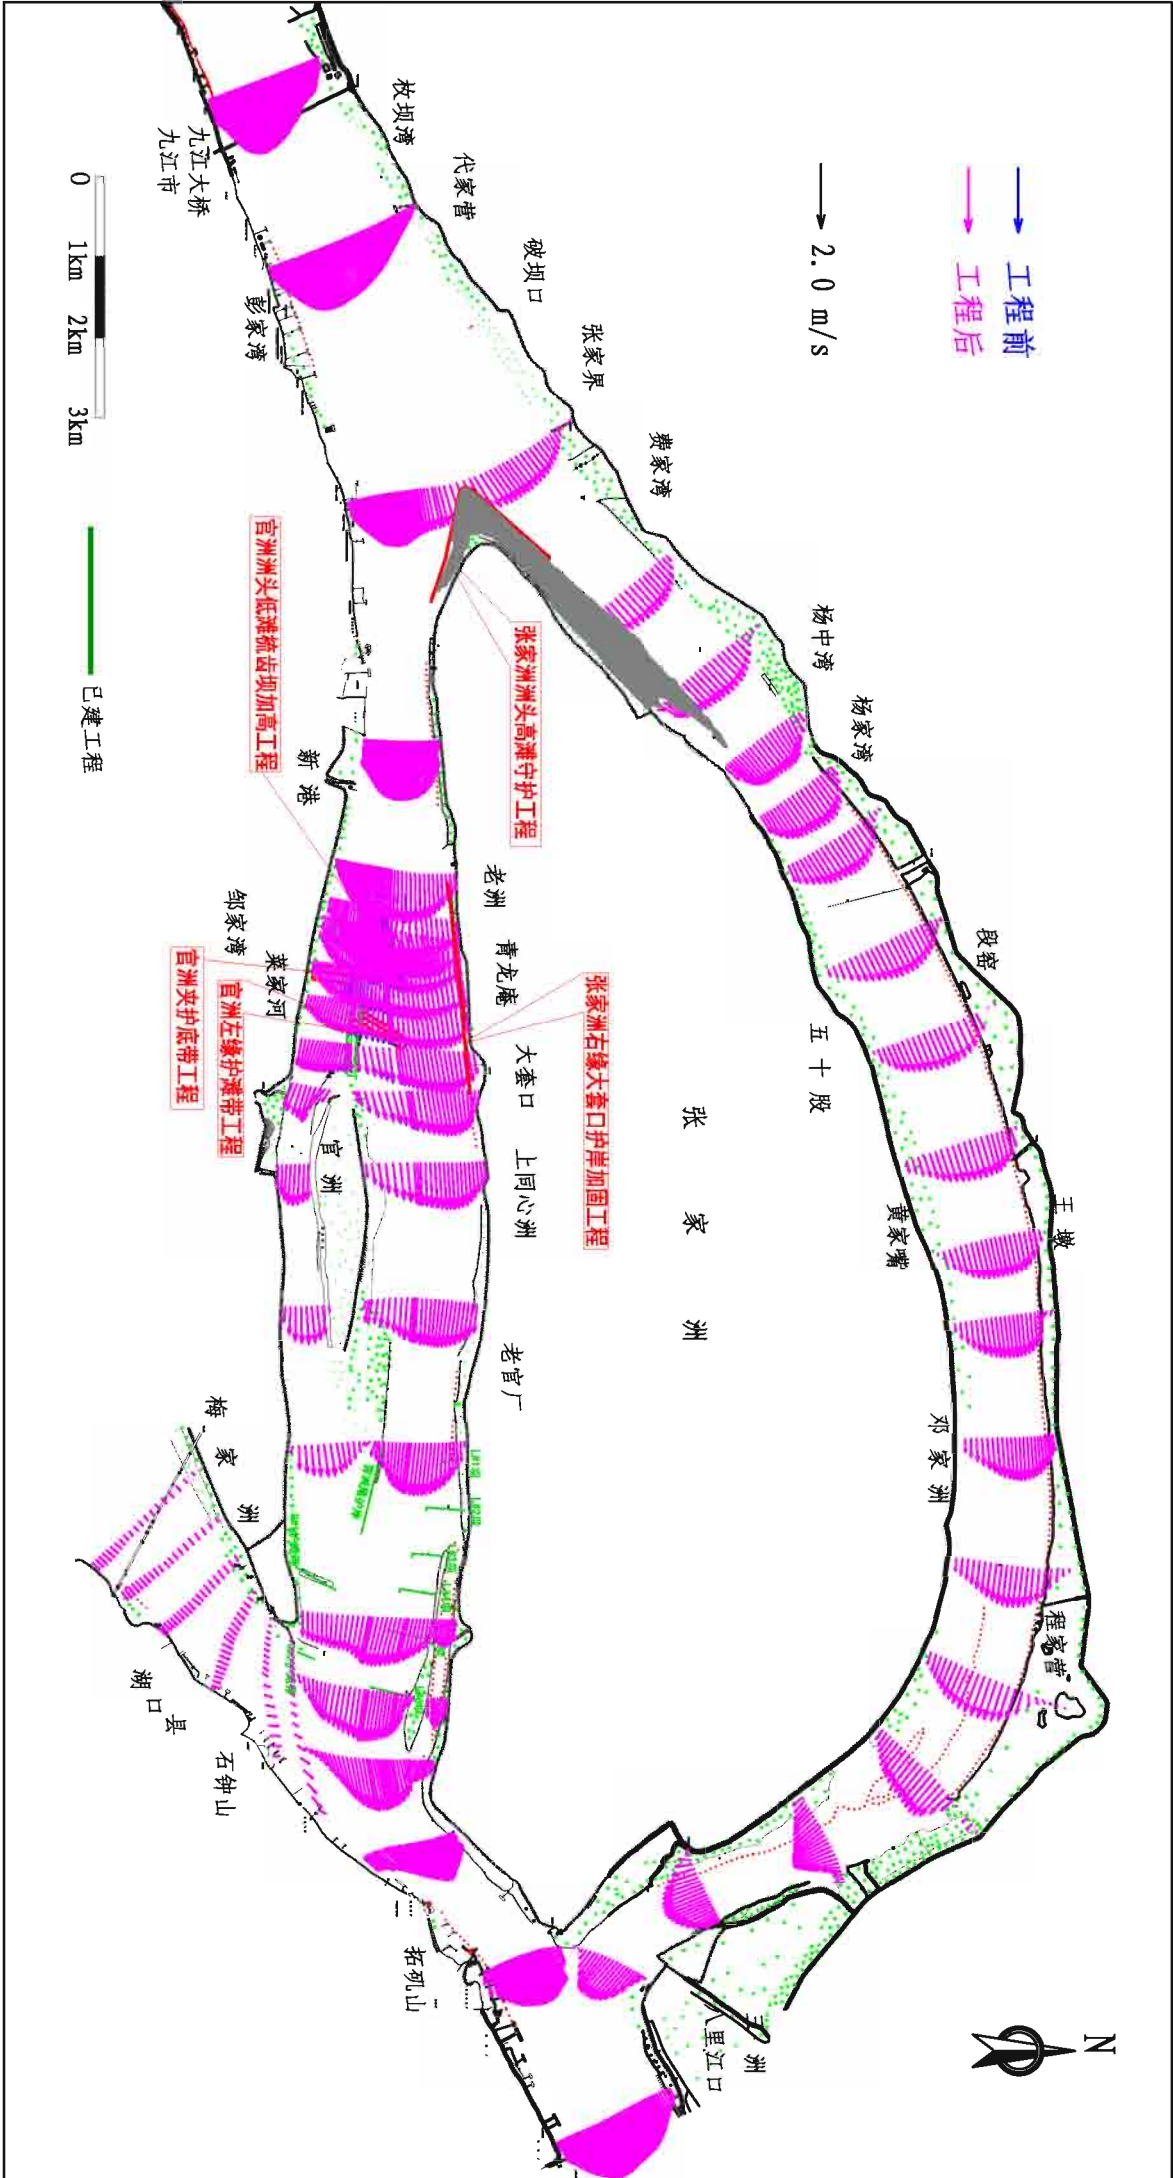 工程前
工程后
2.0 m/s
枚坝湾
代家营
破坝口
张家界
费家湾
杨中湾
杨家湾
段窑
王墩
程家营
九江大桥
九江市
彭家湾
0
1km
2km
3km
已建工程
官洲洲头低滩梳齿坝加高工程
张家洲洲头高滩守护工程
新港
老洲
青龙庵
大套口
上同心洲
老官厂
张家洲右缘大套口护岸加固工程
邹家湾
菜家河
官洲夹护底带工程
官洲左缘护滩带工程
官洲
五十股
张家洲
黄家嘴
邓家洲
梅家洲
湖口县
石钟山
拓矶山
八里江口
洲
N